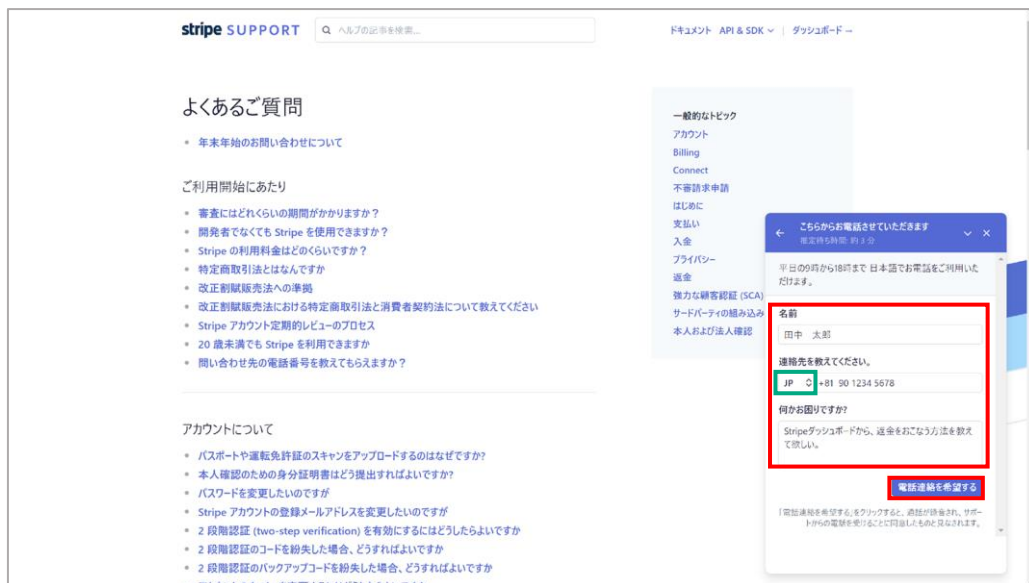 stripe SUPPORT
ヘルプの記事を検索...
ドキュメント API & SDK ダッシュボード →
よくあるご質問
年末年始のお問い合わせについて
ご利用開始にあたり
審査にはどれくらいの期間がかかりますか？
開発者でなくても Stripe を使用できますか？
Stripe の利用料金はどのくらいですか？
特定商取引法とはなんですか
改正割賦販売法への準拠
改正割賦販売法における特定商取引法と消費者契約法について教えてください
Stripe アカウント定期的レビューのプロセス
20 歳未満でも Stripe を利用できますか
問い合わせ先の電話番号を教えてもらえますか？
アカウントについて
パスポートや運転免許証のスキャンをアップロードするのはなぜですか?
本人確認のための身分証明書はどう提出すればよいですか?
パスワードを変更したいのですが
Stripe アカウントの登録メールアドレスを変更したいのですが
2 段階認証 (two-step verification) を有効にするにはどうしたらよいですか
2 段階認証のコードを紛失した場合、どうすればよいですか
2 段階認証のバックアップコードを紛失した場合、どうすればよいですか
一般的なトピック
アカウント
Billing
Connect
不審請求申請
はじめに
支払い
入金
プライバシー
返金
強力な顧客認証 (SCA)
サードパーティの組み込み
本人および法人確認
こちらからお電話させていただきます
推定待ち時間: 約 3 分
平日の9時から18時まで 日本語でお電話をご利用いた
だけます。
名前
田中 太郎
連絡先を教えてください。
JP +81 90 1234 5678
何かお困りですか?
Stripeダッシュボードから、返金をおこなう方法を教え
て欲しい。
電話連絡を希望する
「電話連絡を希望する」をクリックすると、通話が録音され、サポー
トからの電話を受けることに同意したものと見なされます。